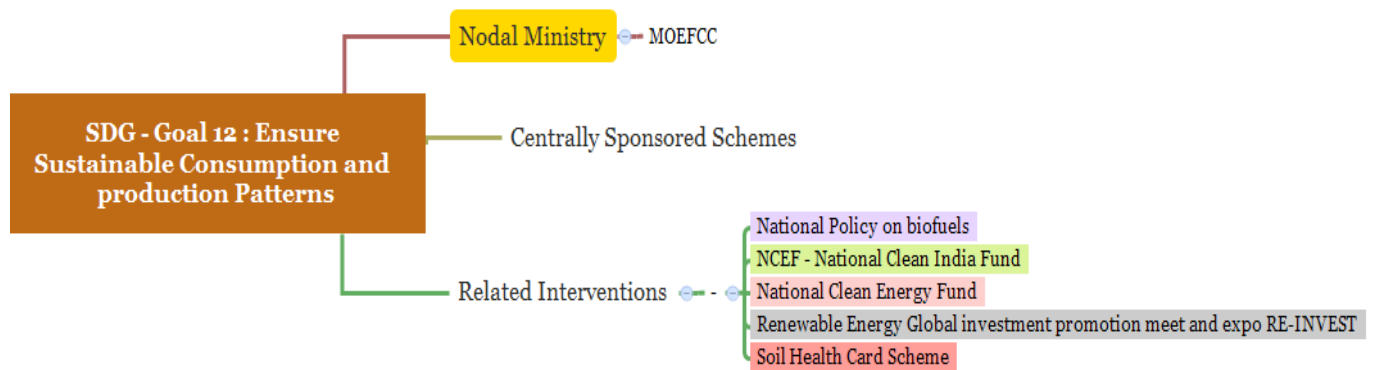 Nodal Ministry
MOEFCC
SDG - Goal 12 : Ensure
Sustainable Consumption and
production Patterns
Centrally Sponsored Schemes
Related Interventions
-
National Policy on biofuels
NCEF - National Clean India Fund
National Clean Energy Fund
Renewable Energy Global investment promotion meet and expo RE-INVEST
Soil Health Card Scheme